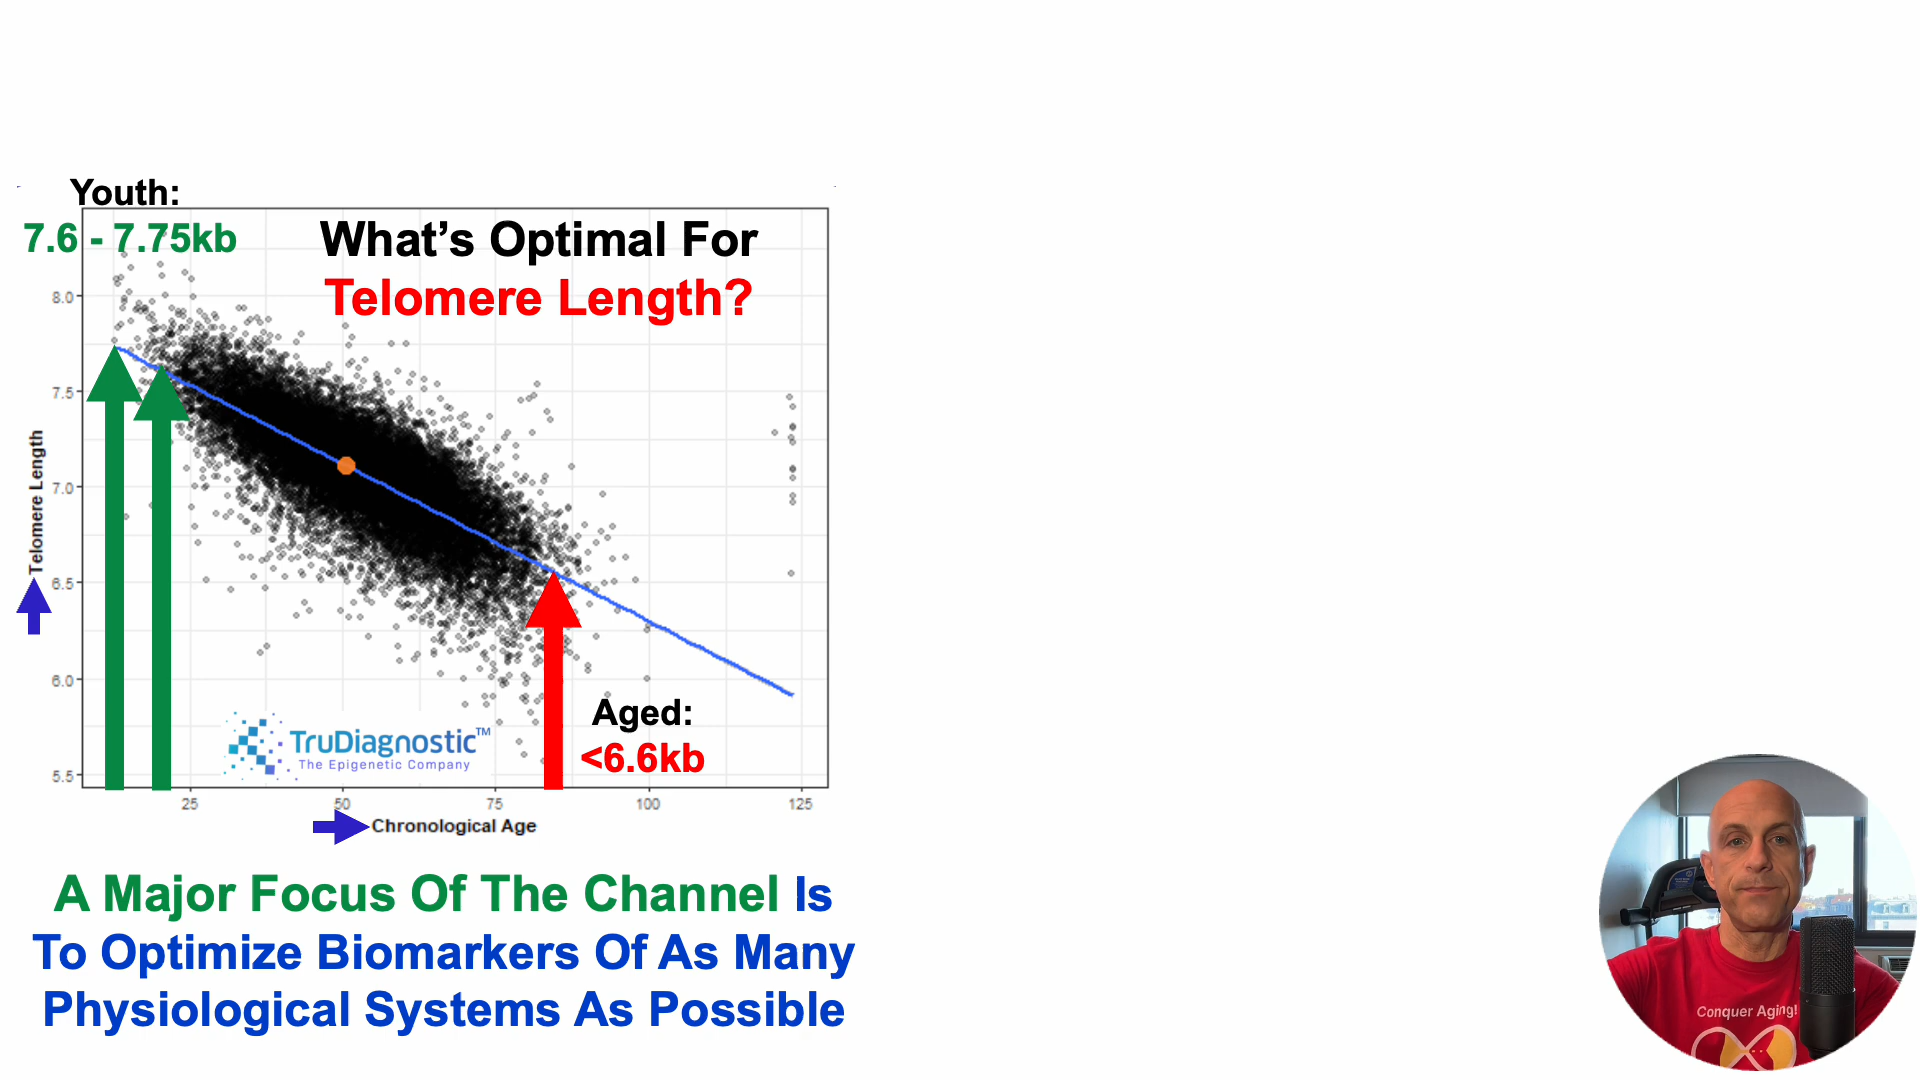 Youth:
7.6 - 7.75kb
What's Optimal For
Telomere Length?
8.0
7.5
7.0
6.5
6.0
5.5
Telomere Length
TruDiagnostic™
The Epigenetic Company
Aged:
<6.6kb
25
50
75
100
125
Chronological Age
A Major Focus Of The Channel Is
To Optimize Biomarkers Of As Many
Physiological Systems As Possible
Conquer Aging!